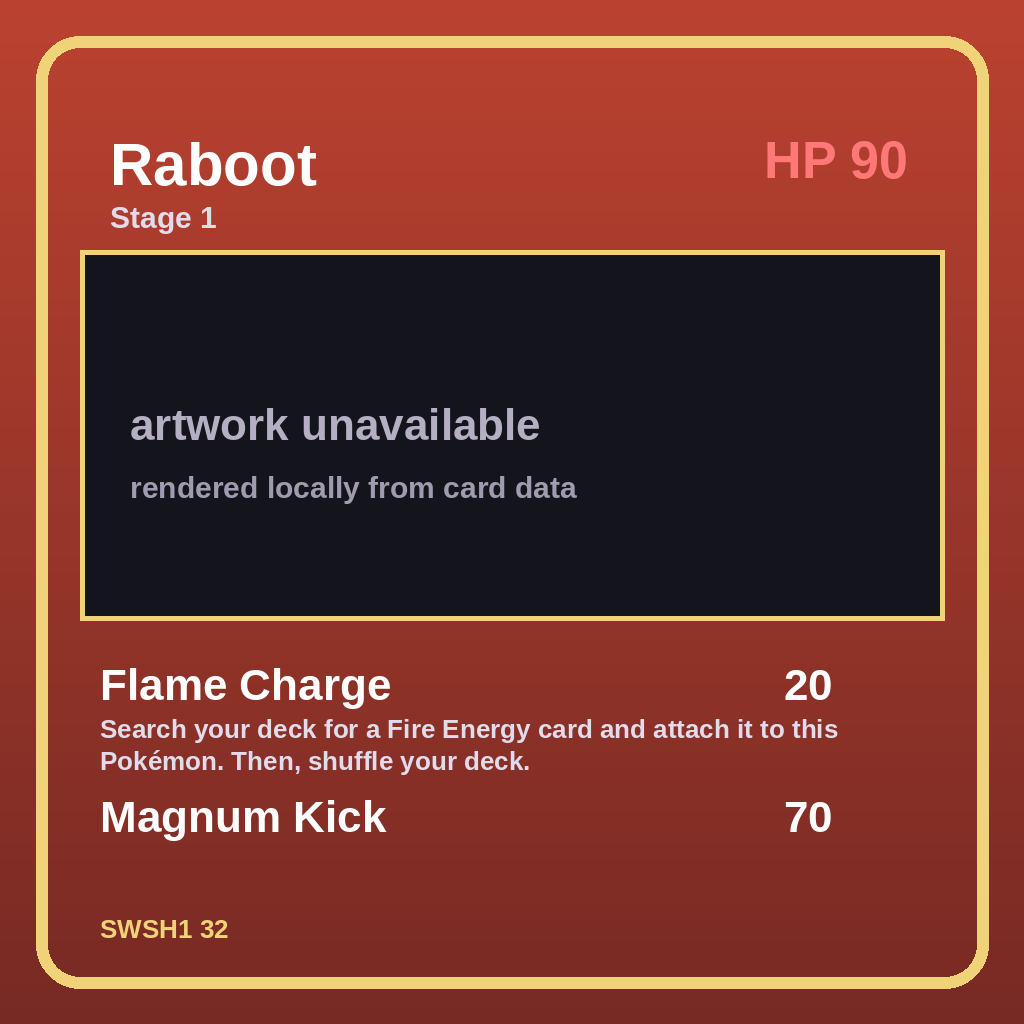 Raboot
HP 90
Stage 1
artwork unavailable
rendered locally from card data
Flame Charge
20
Search your deck for a Fire Energy card and attach it to this
Pokémon. Then, shuffle your deck.
Magnum Kick
70
SWSH1 32